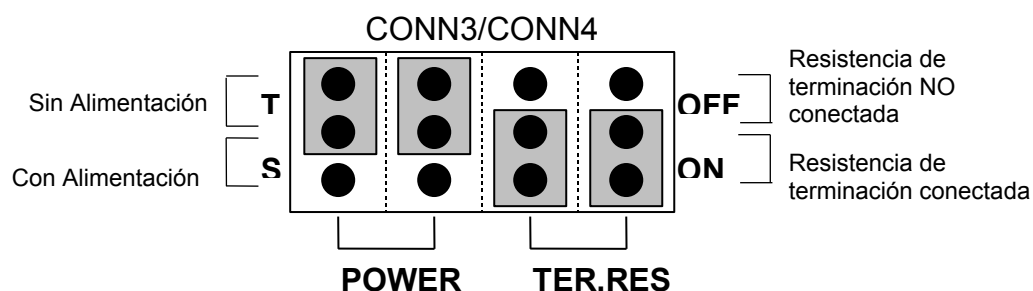 CONN3/CONN4
Sin Alimentación
T
Con Alimentación
S
OFF
Resistencia de
terminación NO
conectada
ON
Resistencia de
terminación conectada
POWER
TER.RES